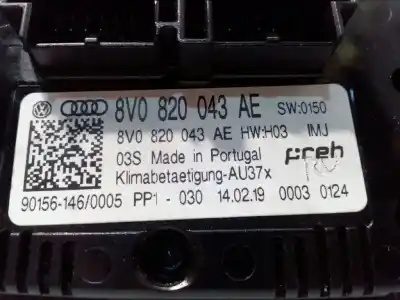 8V0 820 043 AE SW:0150
8V0 820 043 AE HW:H03 IMJ
03S Made in Portugal preh
Klimabetaetigung-AU37x
90156-146/0005 PP1 - 030 14.02.19 0003 0124